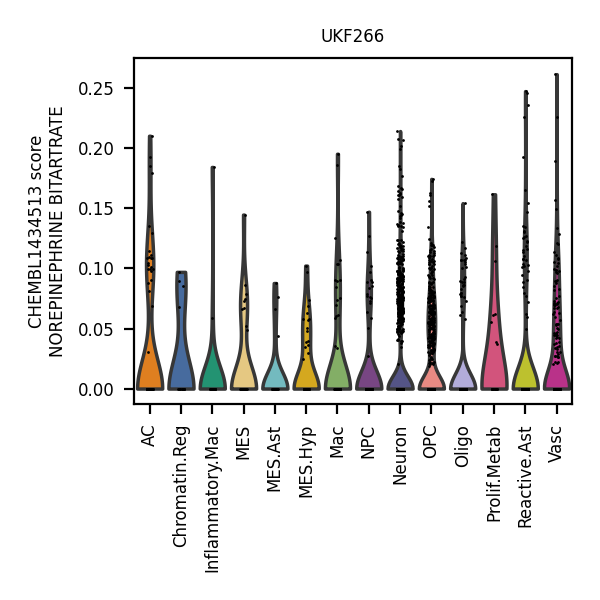 UKF266
CHEMBL1434513 score
NOREPINEPHRINE BITARTRATE
0.25
0.20
0.15
0.10
0.05
0.00
AC
Chromatin.Reg
Inflammatory.Mac
MES
MES.Ast
MES.Hyp
Mac
NPC
Neuron
OPC
Oligo
Prolif.Metab
Reactive.Ast
Vasc